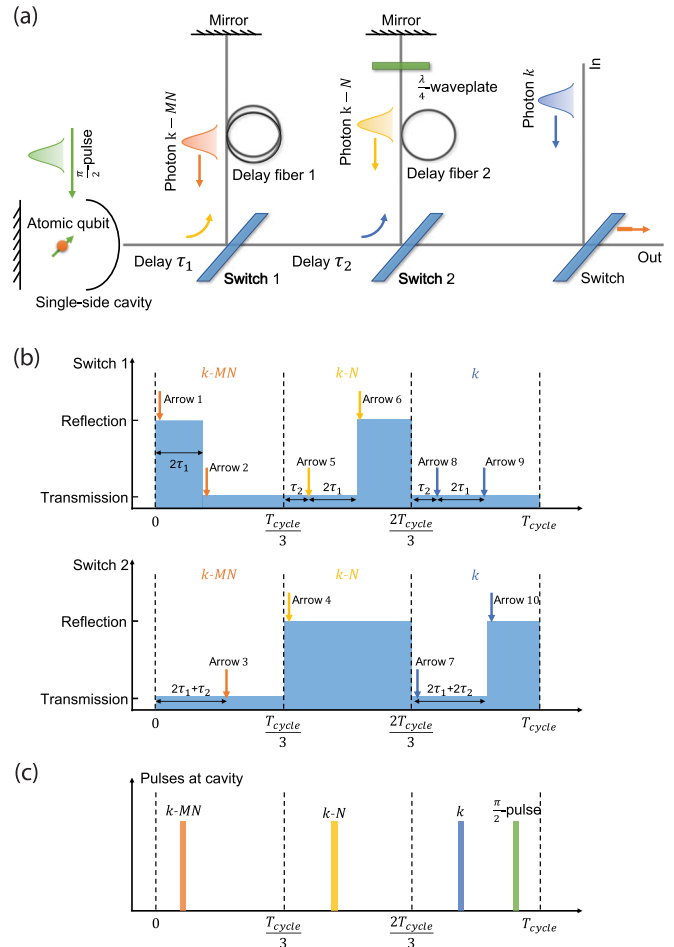 (a)
Mirror
Mirror
π/2-pulse
Photon k − MN
Delay fiber 1
Photon k − N
λ/4-waveplate
Delay fiber 2
Photon k
In
Atomic qubit
Single-side cavity
Delay τ1
Switch 1
Delay τ2
Switch 2
Switch
Out
(b)
Switch 1
k-MN
k-N
k
Reflection
Arrow 1
Arrow 6
2τ1
Arrow 2
Arrow 5
Arrow 8
Arrow 9
Transmission
τ2
2τ1
τ2
2τ1
0
Tcycle/3
2Tcycle/3
Tcycle
Switch 2
k-MN
k-N
k
Reflection
Arrow 4
Arrow 10
Arrow 3
Arrow 7
Transmission
2τ1+τ2
2τ1+2τ2
0
Tcycle/3
2Tcycle/3
Tcycle
(c)
Pulses at cavity
k-MN
k-N
k
π/2-pulse
0
Tcycle/3
2Tcycle/3
Tcycle